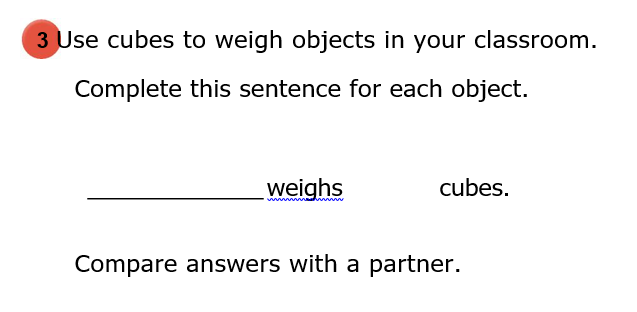 3 Use cubes to weigh objects in your classroom.
Complete this sentence for each object.
______________ weighs cubes.
Compare answers with a partner.